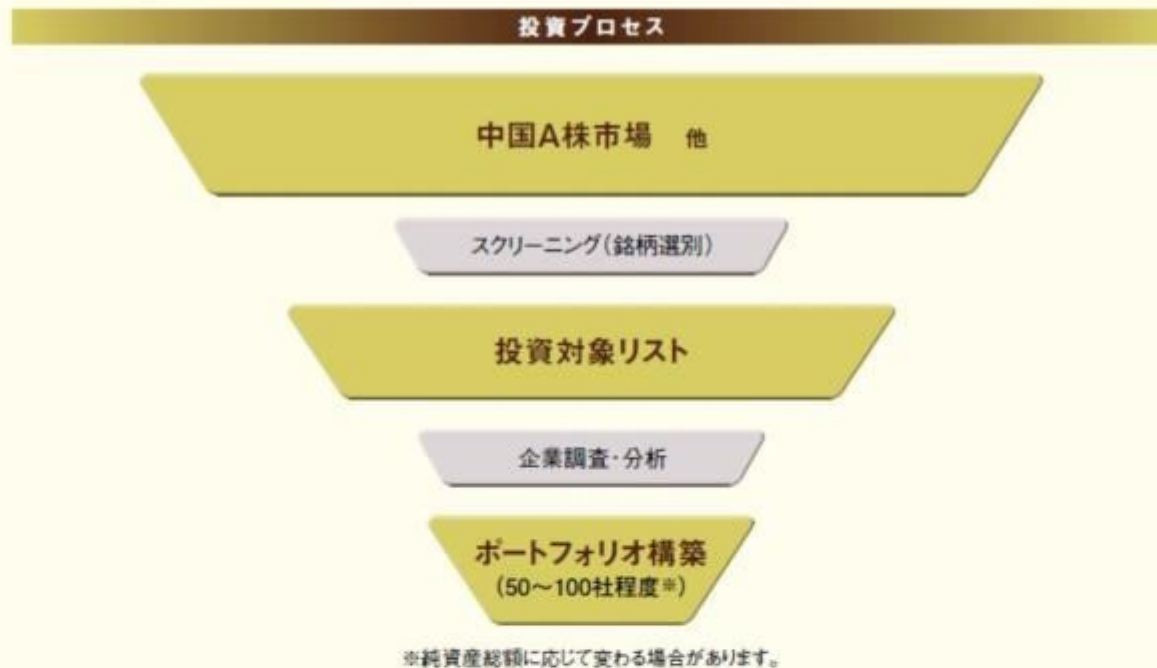 投資プロセス
中国A株市場 他
スクリーニング(銘柄選別)
投資対象リスト
企業調査・分析
ポートフォリオ構築
(50～100社程度※)
※純資産総額に応じて変わる場合があります。